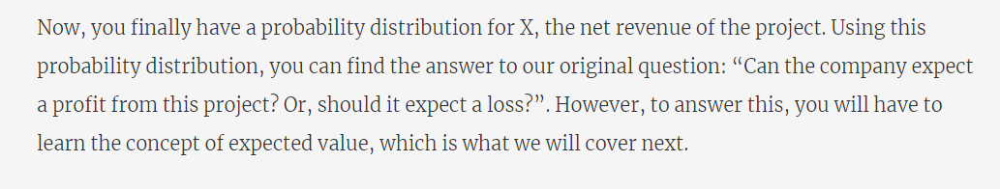 Now, you finally have a probability distribution for X, the net revenue of the project. Using this
probability distribution, you can find the answer to our original question: “Can the company expect
a profit from this project? Or, should it expect a loss?”. However, to answer this, you will have to
learn the concept of expected value, which is what we will cover next.